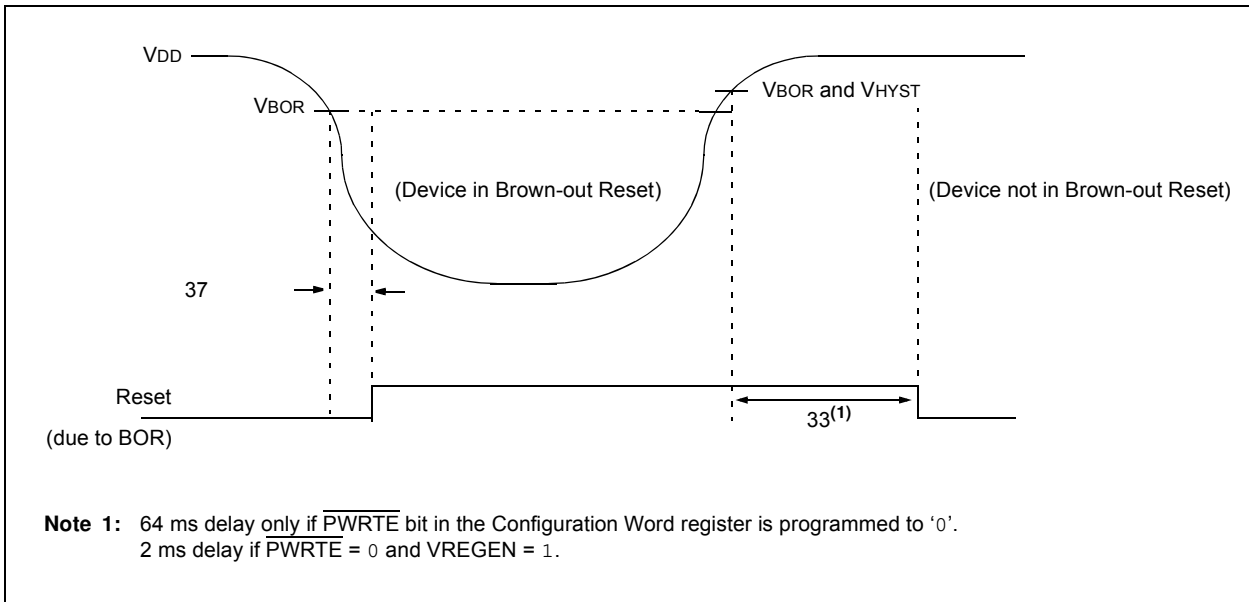 VDD
VBOR
VBOR and VHYST
(Device in Brown-out Reset)
(Device not in Brown-out Reset)
37
Reset
33(1)
(due to BOR)
Note 1: 64 ms delay only if PWRTE bit in the Configuration Word register is programmed to ‘0’.
2 ms delay if PWRTE = 0 and VREGEN = 1.